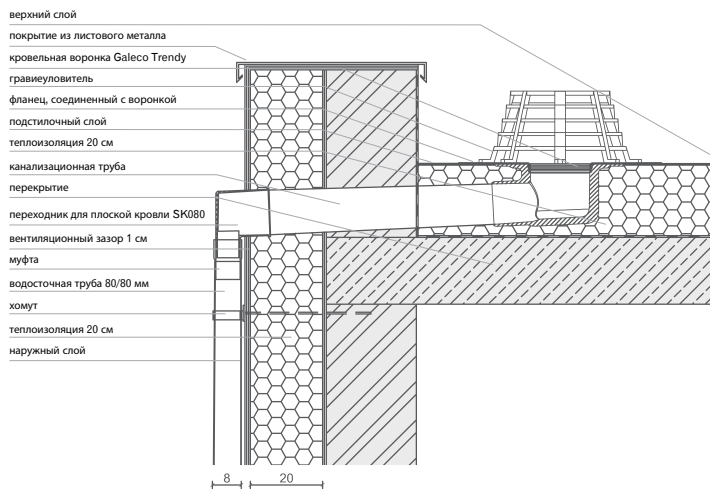 верхний слой
покрытие из листового металла
кровельная воронка Galeco Trendy
гравиеуловитель
фланец, соединенный с воронкой
подстилочный слой
теплоизоляция 20 см
канализационная труба
перекрытие
переходник для плоской кровли SK080
вентиляционный зазор 1 см
муфта
водосточная труба 80/80 мм
хомут
теплоизоляция 20 см
наружный слой
8
20